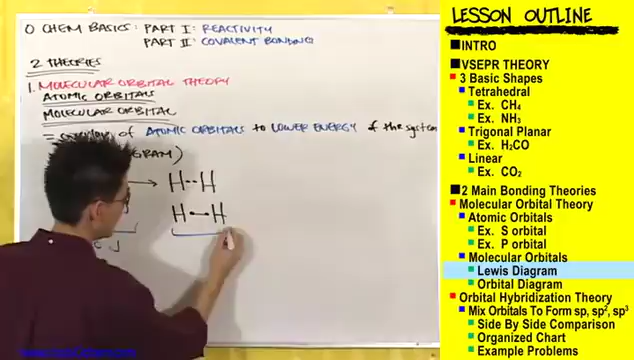 O CHEM BASICS: PART I: REACTIVITY
PART II: COVALENT BONDING
2 THEORIES
1. MOLECULAR ORBITAL THEORY
ATOMIC ORBITALS
MOLECULAR ORBITAL
= overlap of ATOMIC ORBITALS to LOWER ENERGY of the system
GRAM)
H··H
H—H
LESSON OUTLINE
INTRO
VSEPR THEORY
3 Basic Shapes
Tetrahedral
Ex. CH₄
Ex. NH₃
Trigonal Planar
Ex. H₂CO
Linear
Ex. CO₂
2 Main Bonding Theories
Molecular Orbital Theory
Atomic Orbitals
Ex. S orbital
Ex. P orbital
Molecular Orbitals
Lewis Diagram
Orbital Diagram
Orbital Hybridization Theory
Mix Orbitals To Form sp, sp², sp³
Side By Side Comparison
Organized Chart
Example Problems